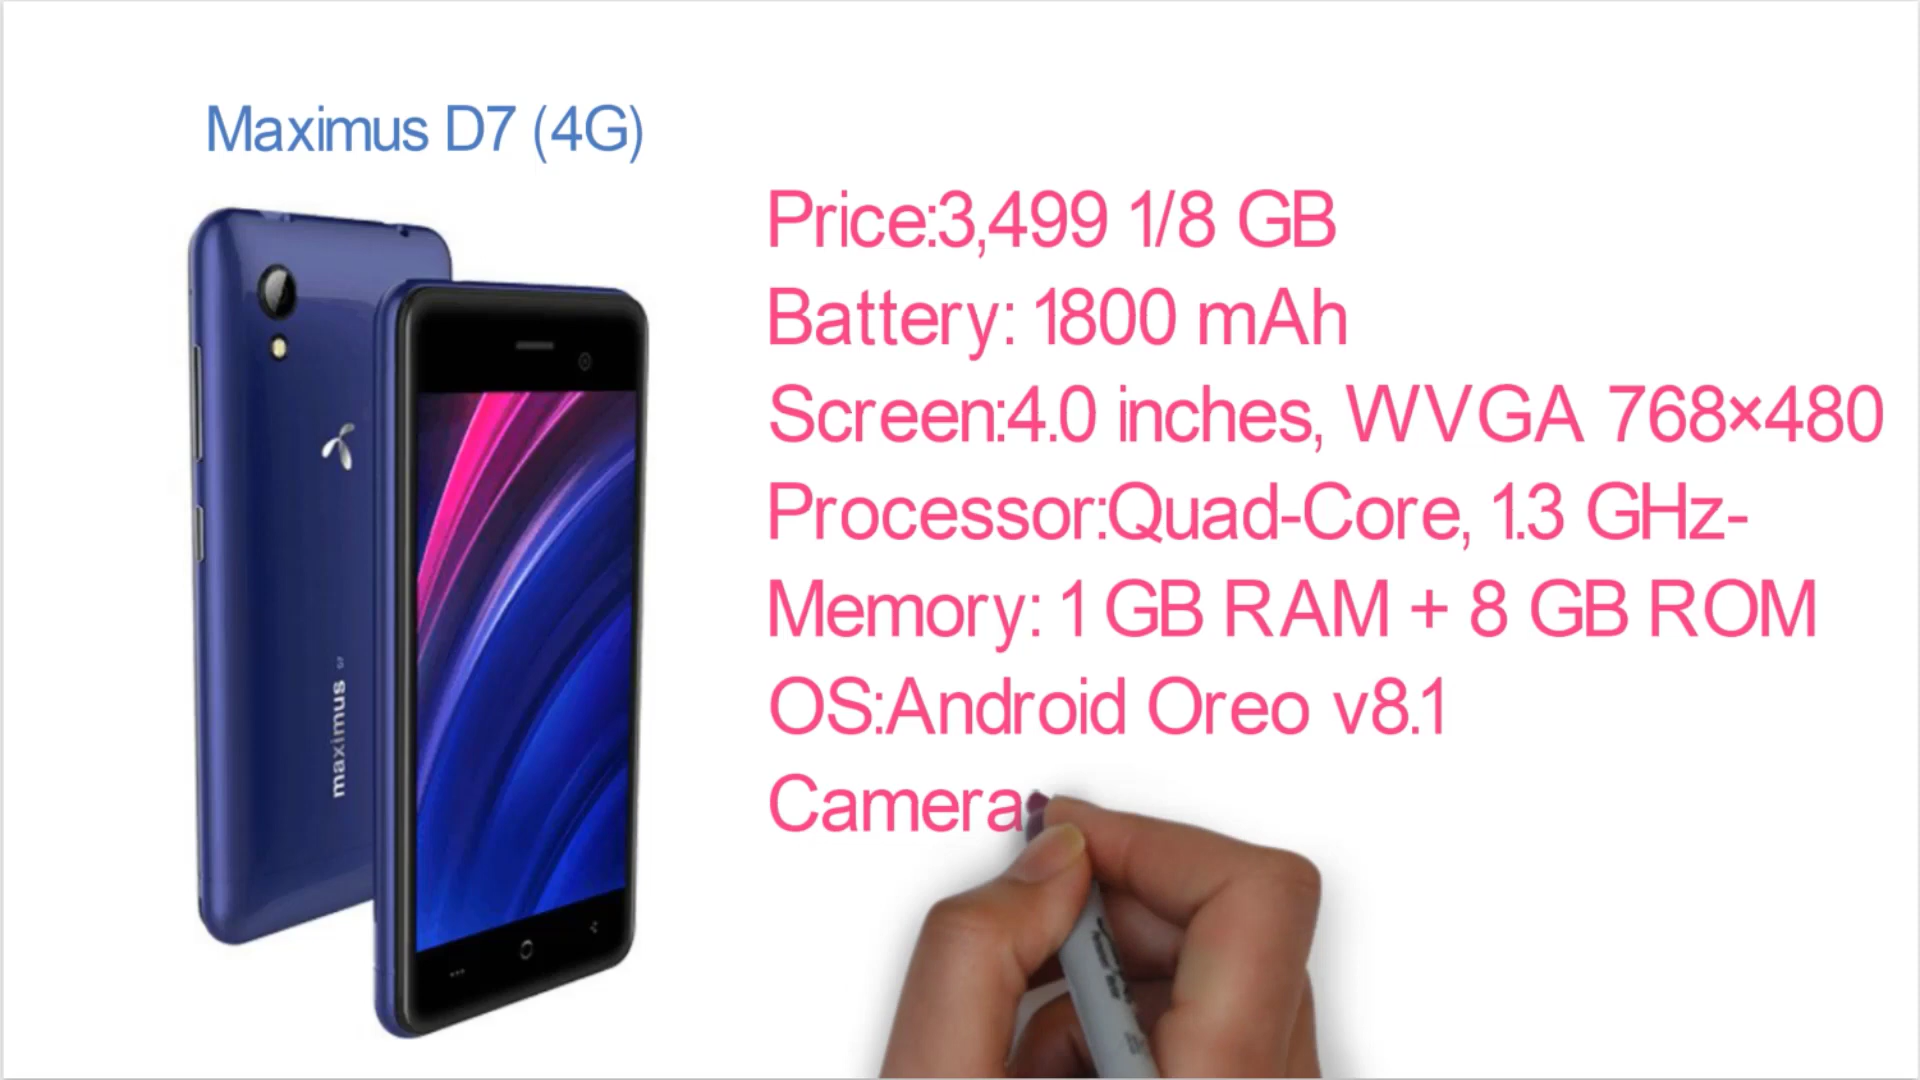 Maximus D7 (4G)
Price:3,499 1/8 GB
Battery: 1800 mAh
Screen:4.0 inches, WVGA 768×480
Processor:Quad-Core, 1.3 GHz-
Memory: 1 GB RAM + 8 GB ROM
OS:Android Oreo v8.1
Camera
maximus D7